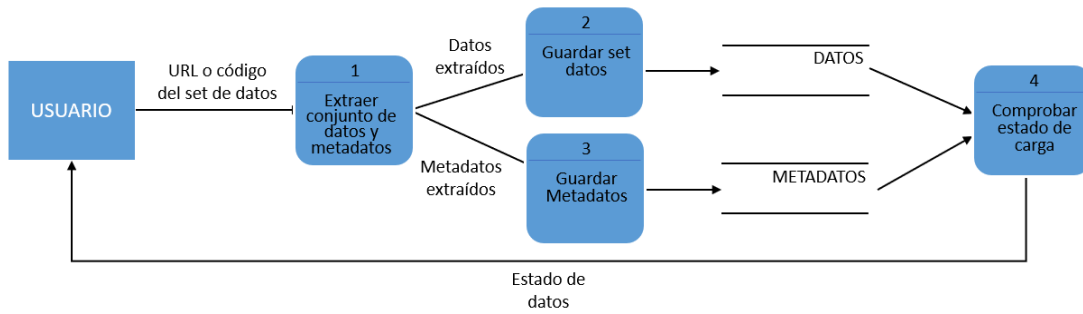 USUARIO
URL o código
del set de datos
1
Extraer
conjunto de
datos y
metadatos
Datos
extraídos
Metadatos
extraídos
2
Guardar set
datos
3
Guardar
Metadatos
DATOS
METADATOS
4
Comprobar
estado de
carga
Estado de
datos